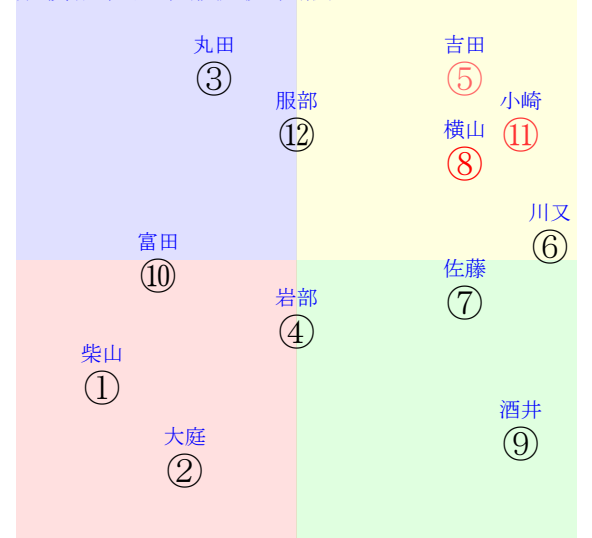 丸田
③
吉田
⑤
服部
⑫
小崎
⑪
横山
⑧
川又
⑥
富田
⑩
佐藤
⑦
岩部
④
柴山
①
酒井
⑨
大庭
②